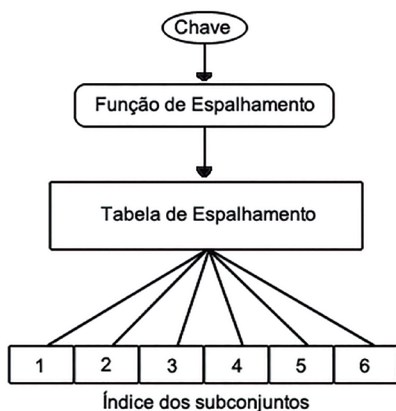 Chave
Função de Espalhamento
Tabela de Espalhamento
1 2 3 4 5 6
Índice dos subconjuntos